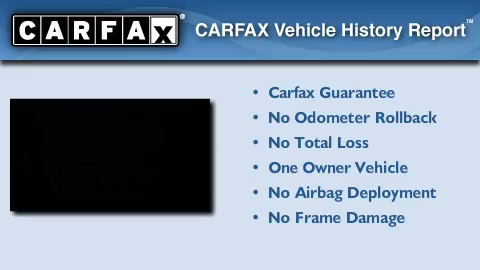 CARFAX® CARFAX Vehicle History Report™
• Carfax Guarantee
• No Odometer Rollback
• No Total Loss
• One Owner Vehicle
• No Airbag Deployment
• No Frame Damage